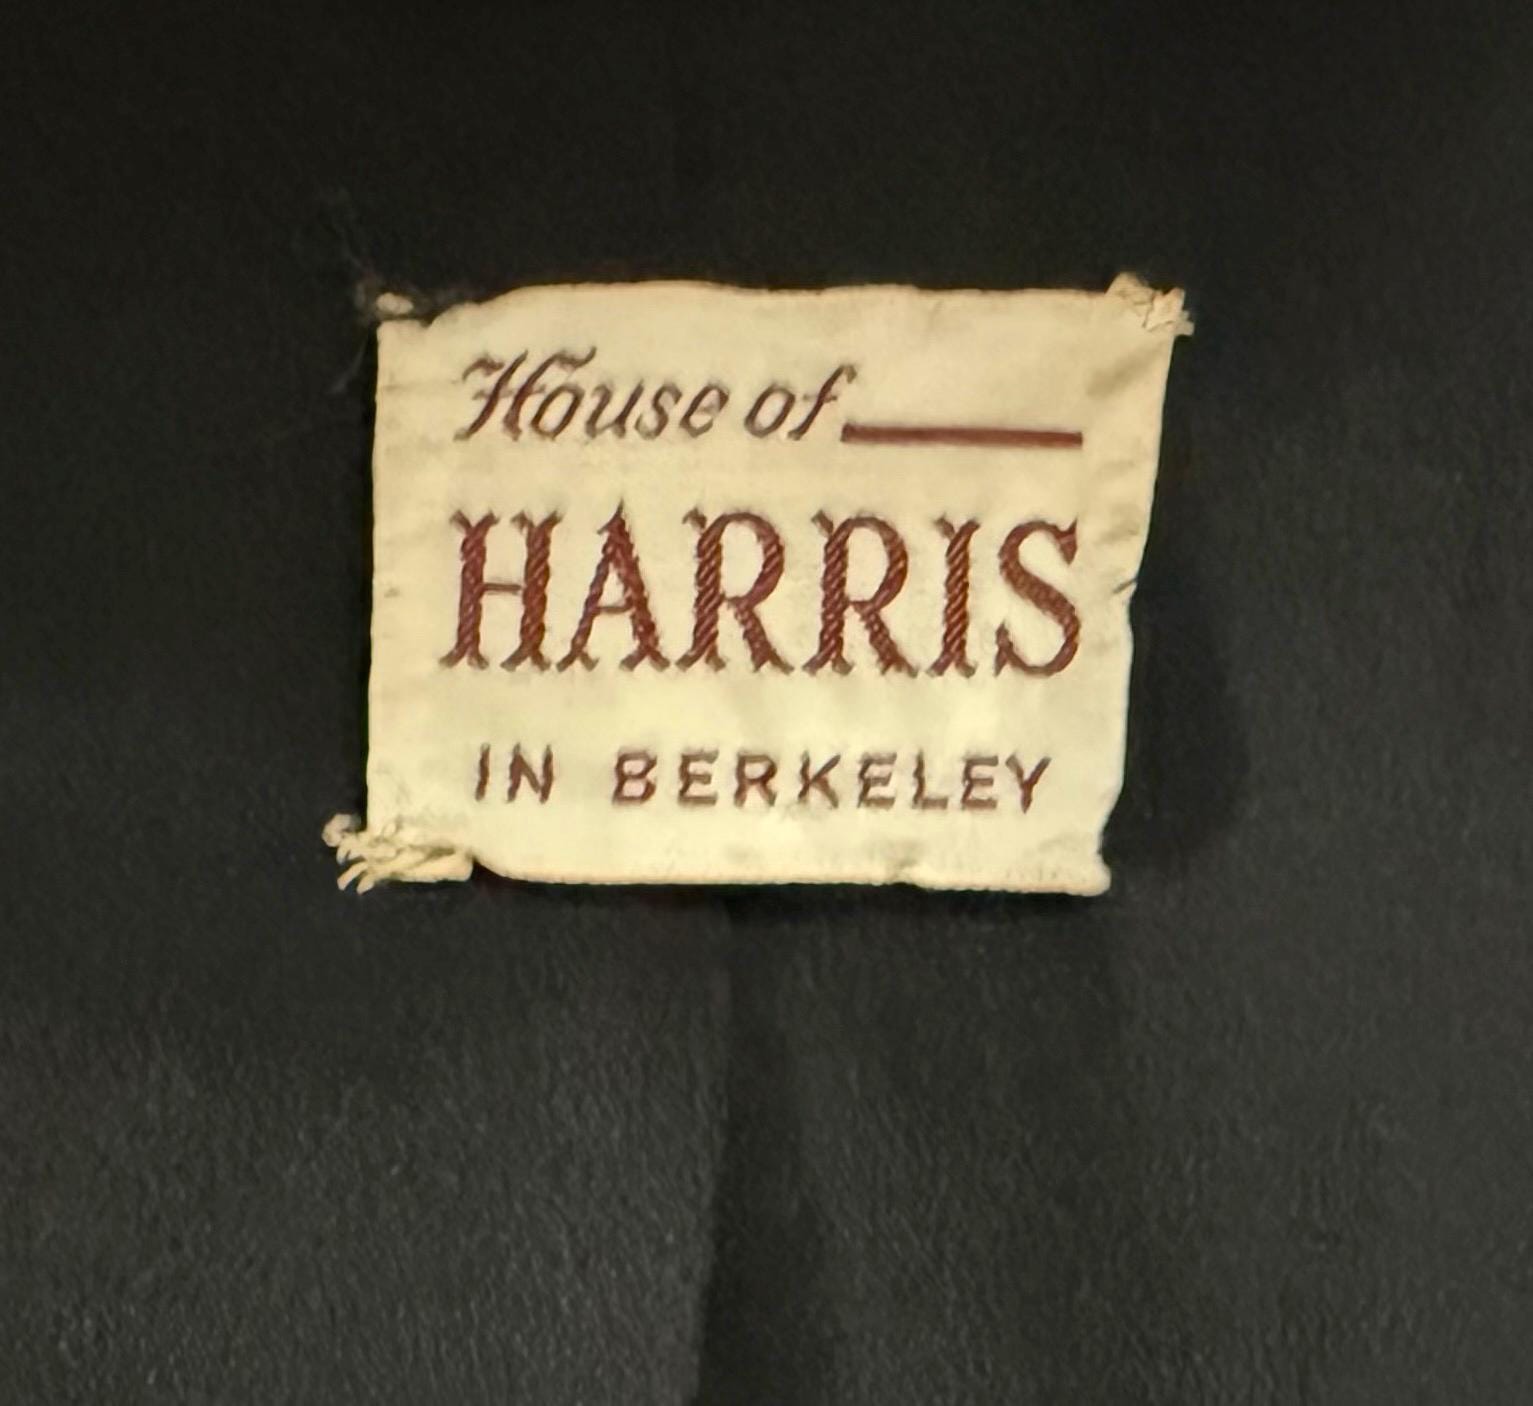 House of
HARRIS
IN BERKELEY